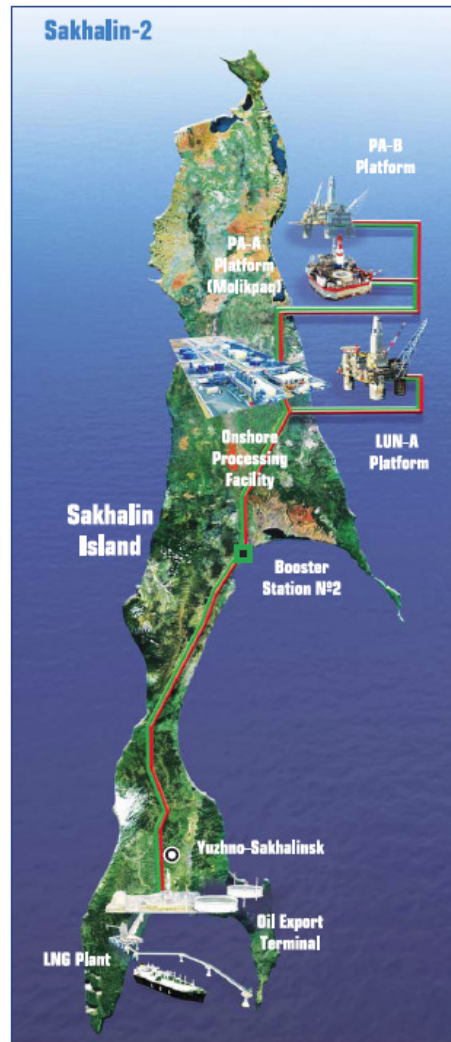 Sakhalin-2
PA-B
Platform
PA-A
Platform
(Molikpaq)
LUN-A
Platform
Onshore
Processing
Facility
Sakhalin
Island
Booster
Station Nº2
Yuzhno-Sakhalinsk
Oil Export
Terminal
LNG Plant